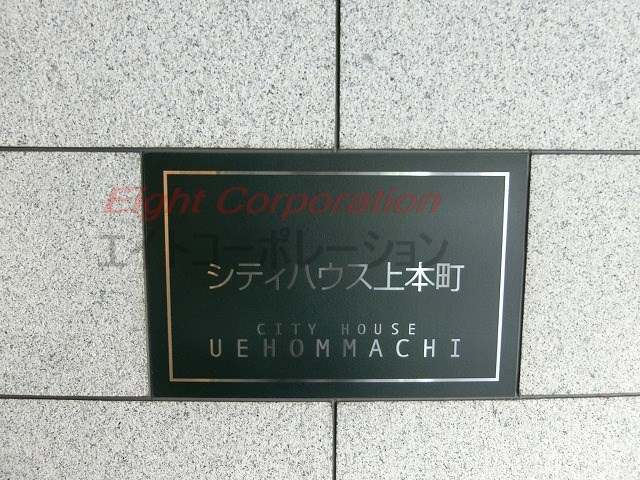 Eight Corporation
エイトコーポレーション
シティハウス上本町
CITY HOUSE
UEHOMMACHI